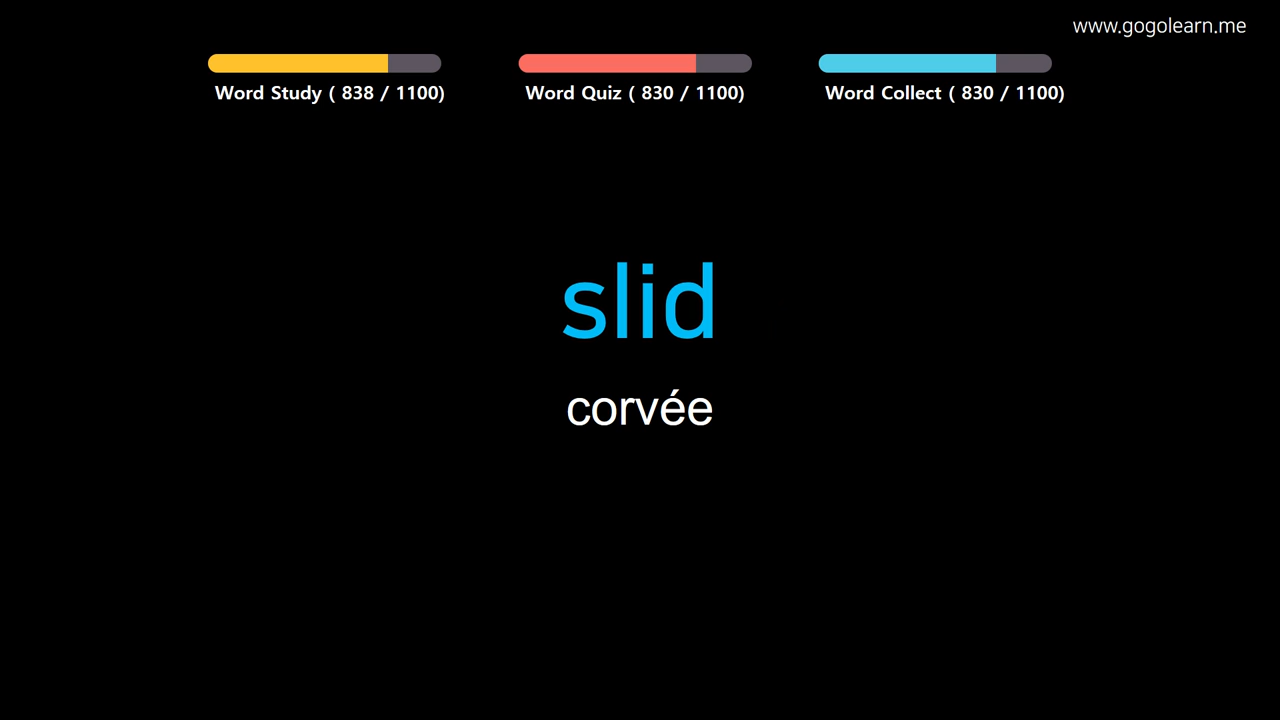 www.gogolearn.me
Word Study ( 838 / 1100)
Word Quiz ( 830 / 1100)
Word Collect ( 830 / 1100)
slid
corvée